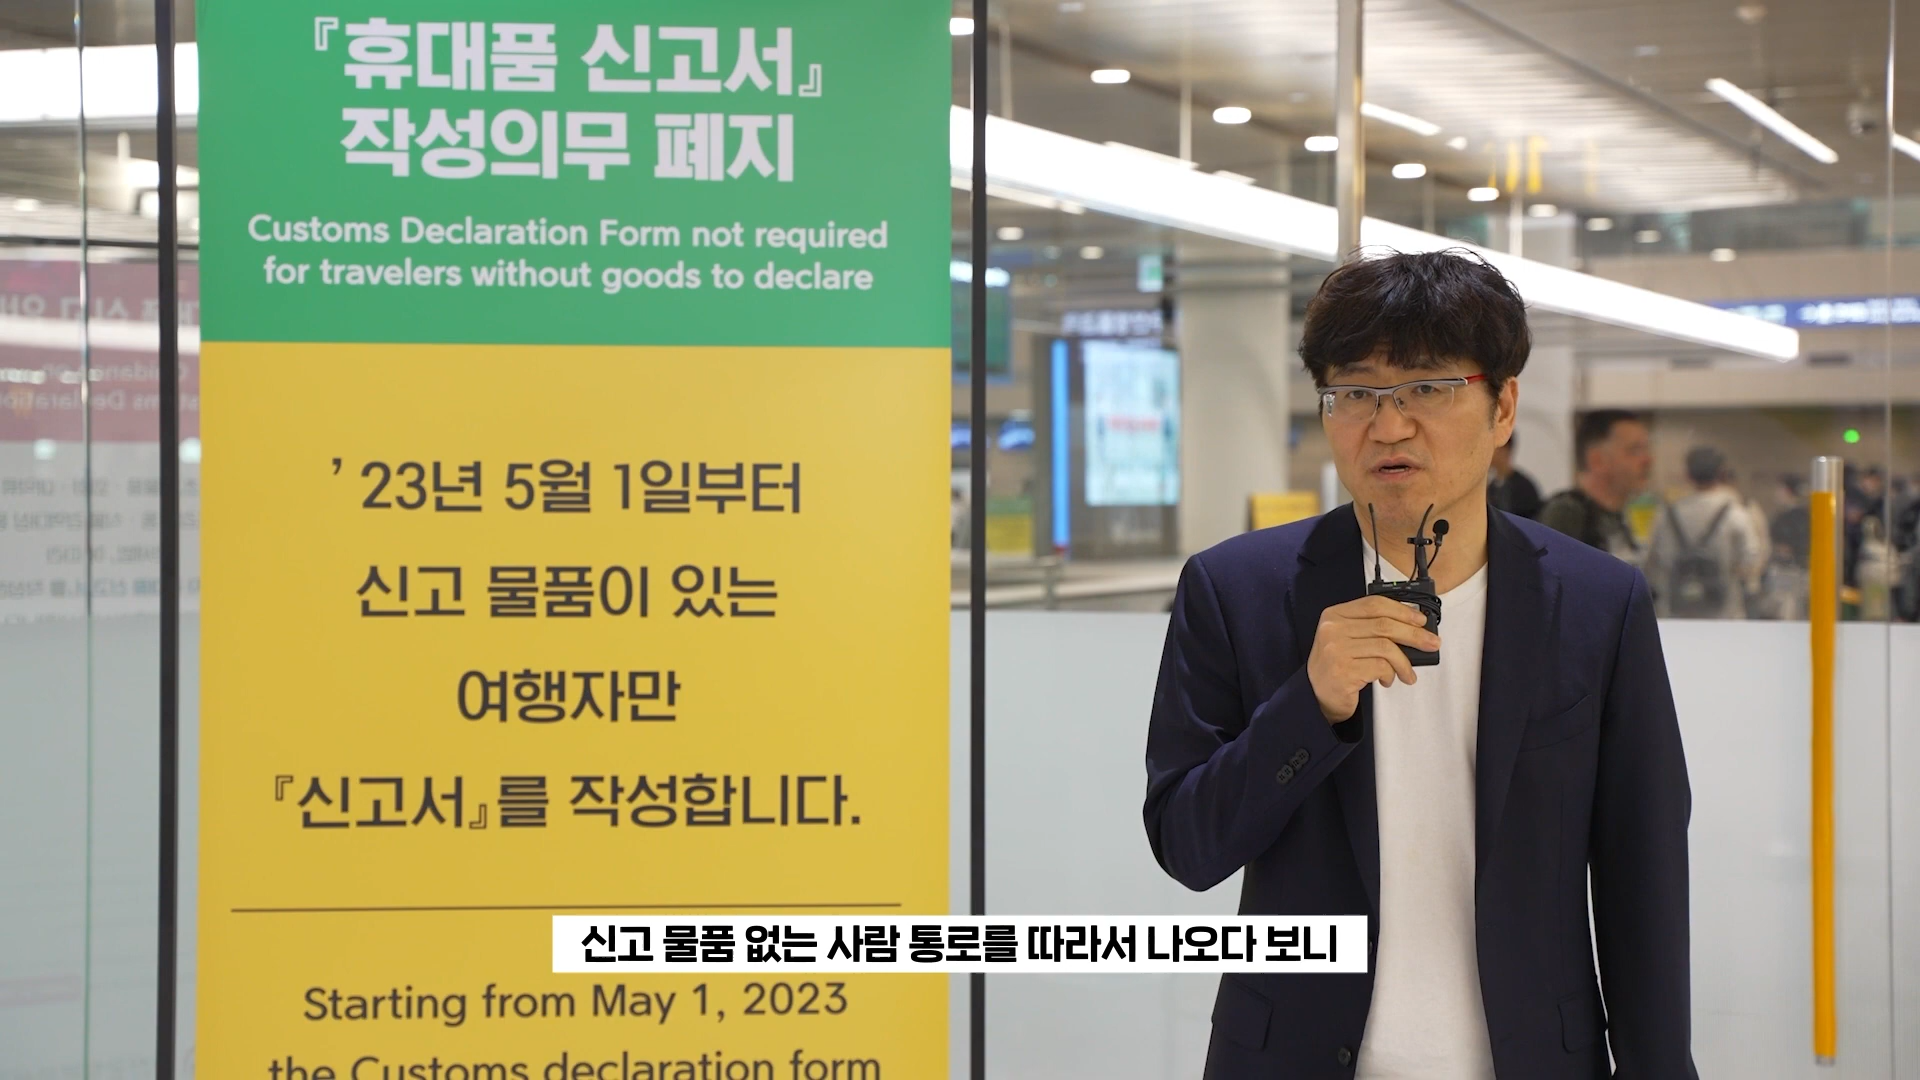 『휴대품 신고서』
작성의무 폐지
Customs Declaration Form not required
for travelers without goods to declare
’23년 5월 1일부터
신고 물품이 있는
여행자만
『신고서』를 작성합니다.
신고 물품 없는 사람 통로를 따라서 나오다 보니
Starting from May 1, 2023
the Customs declaration form